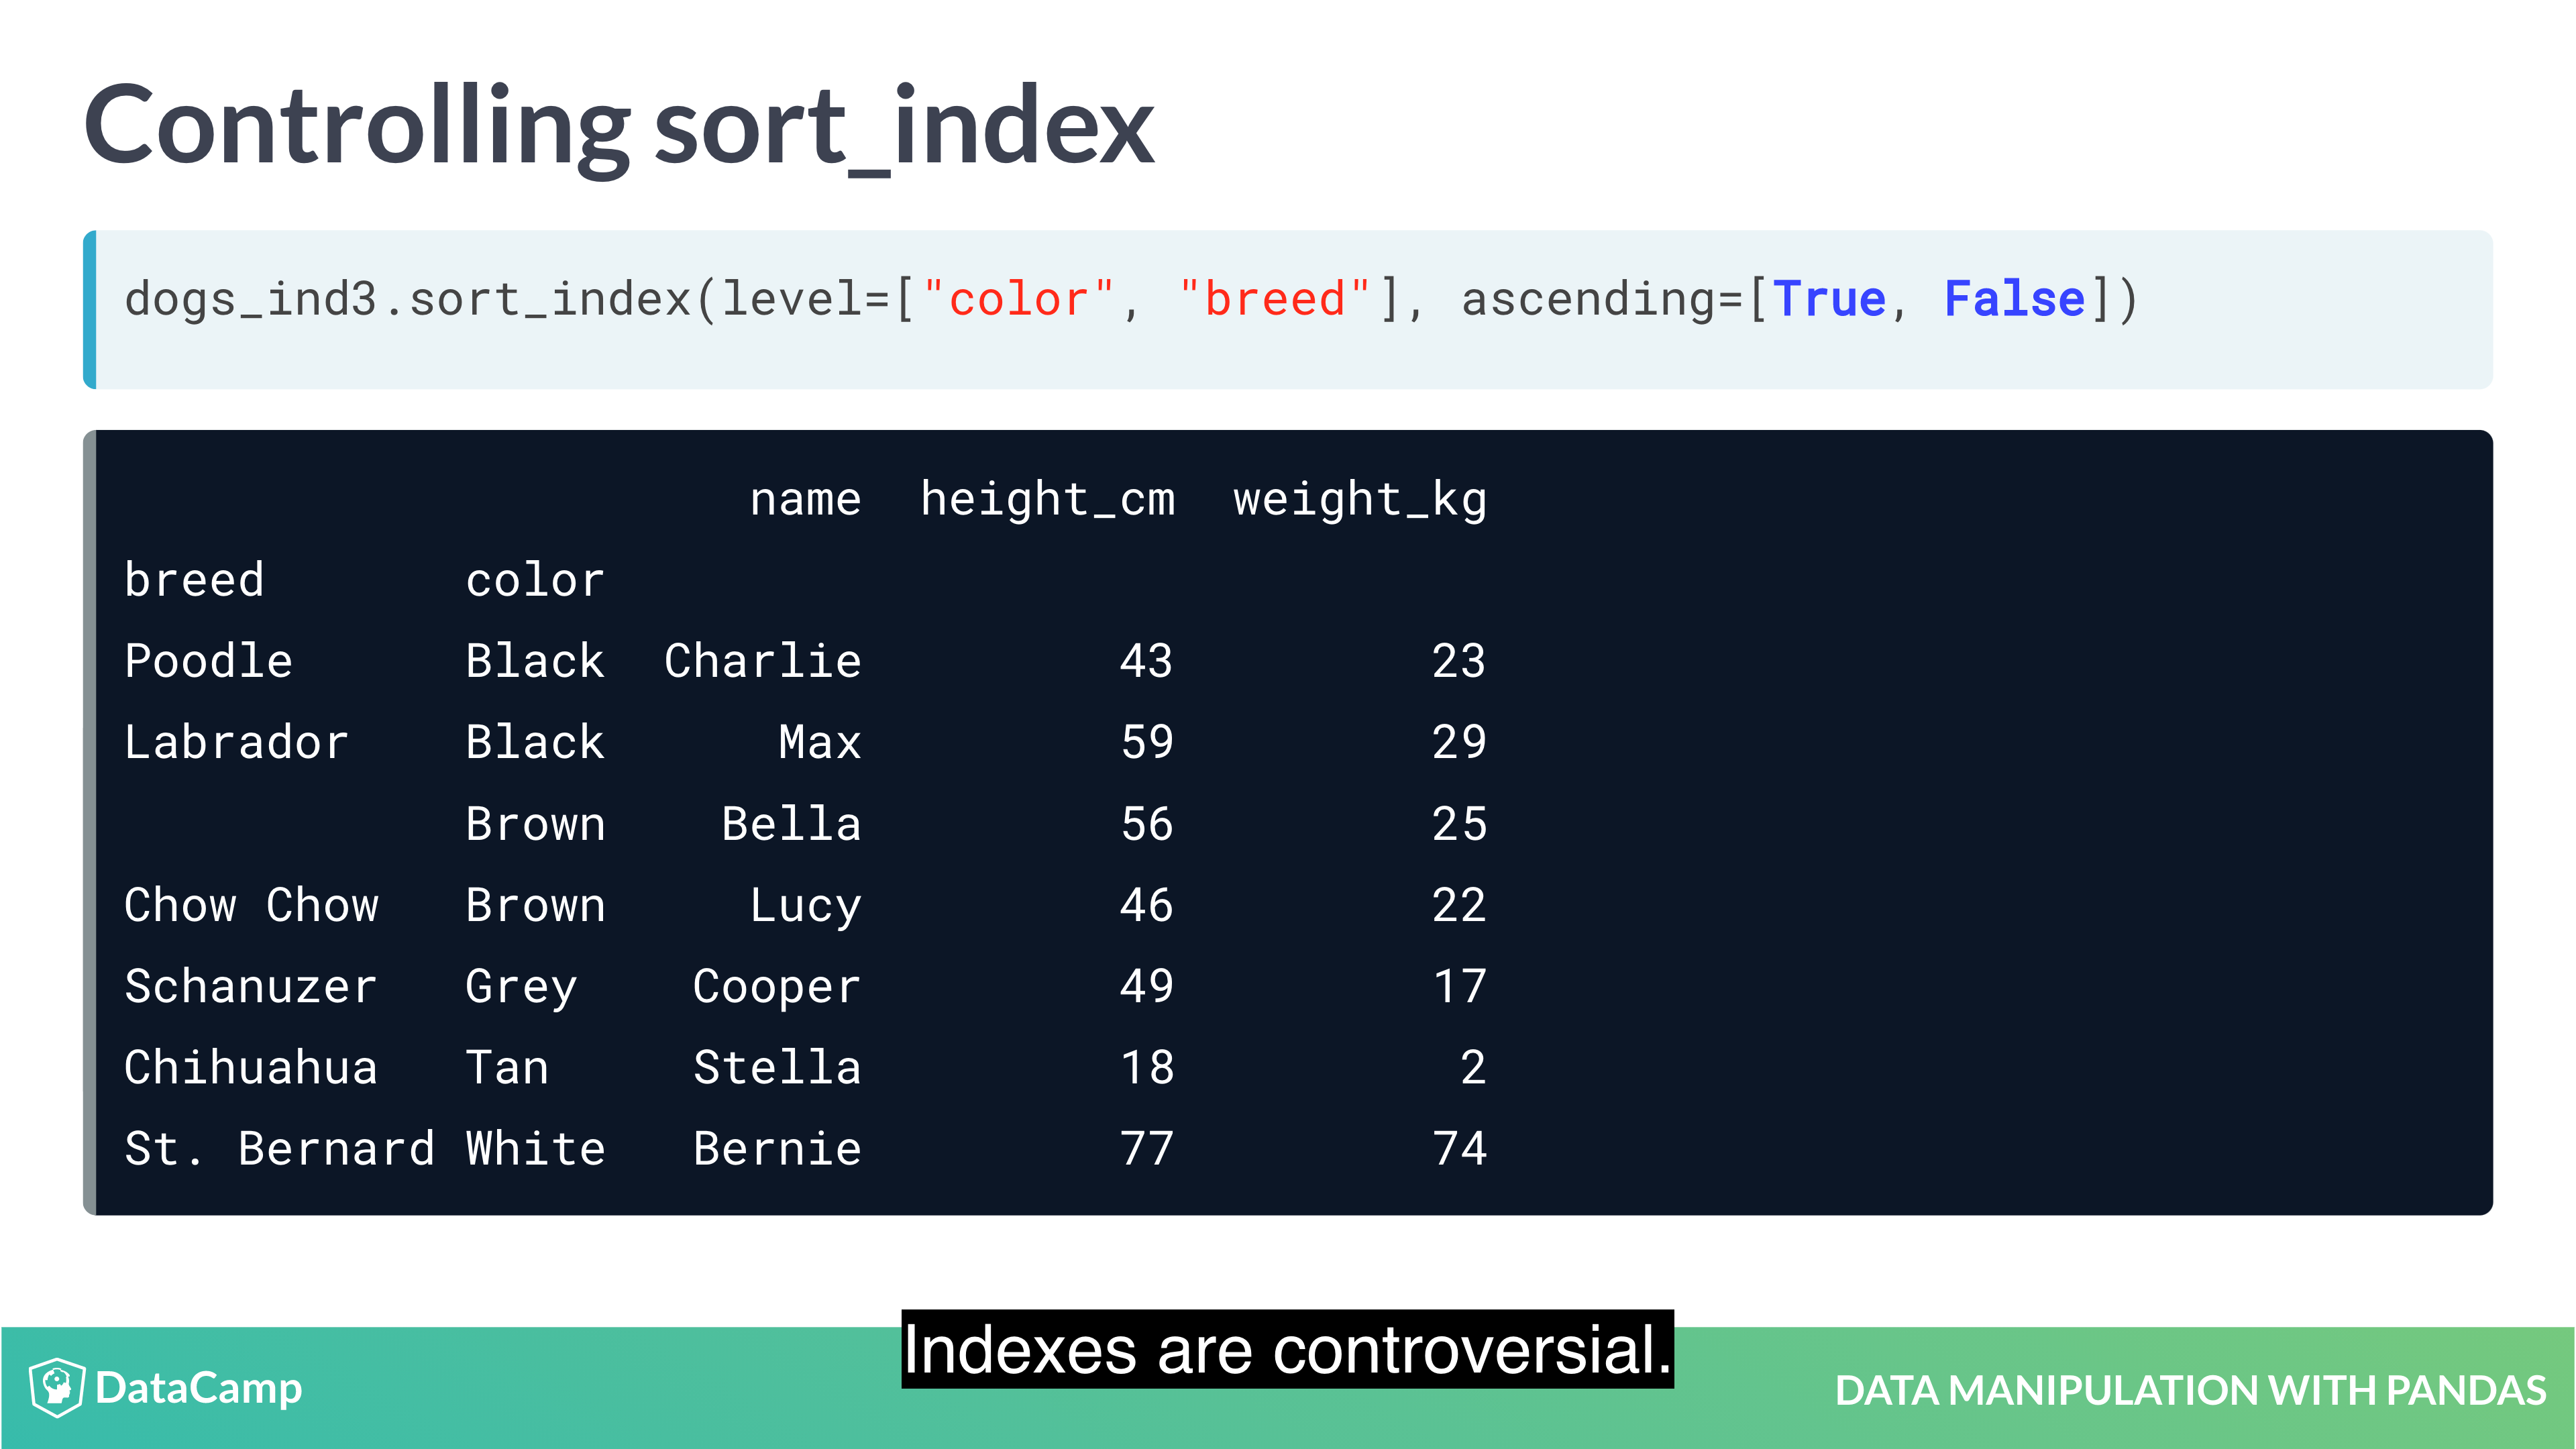 Controlling sort_index
dogs_ind3.sort_index(level=["color", "breed"], ascending=[True, False])
name height_cm weight_kg
breed color
Poodle Black Charlie 43 23
Labrador Black Max 59 29
Brown Bella 56 25
Chow Chow Brown Lucy 46 22
Schanuzer Grey Cooper 49 17
Chihuahua Tan Stella 18 2
St. Bernard White Bernie 77 74
Indexes are controversial.
DataCamp
DATA MANIPULATION WITH PANDAS